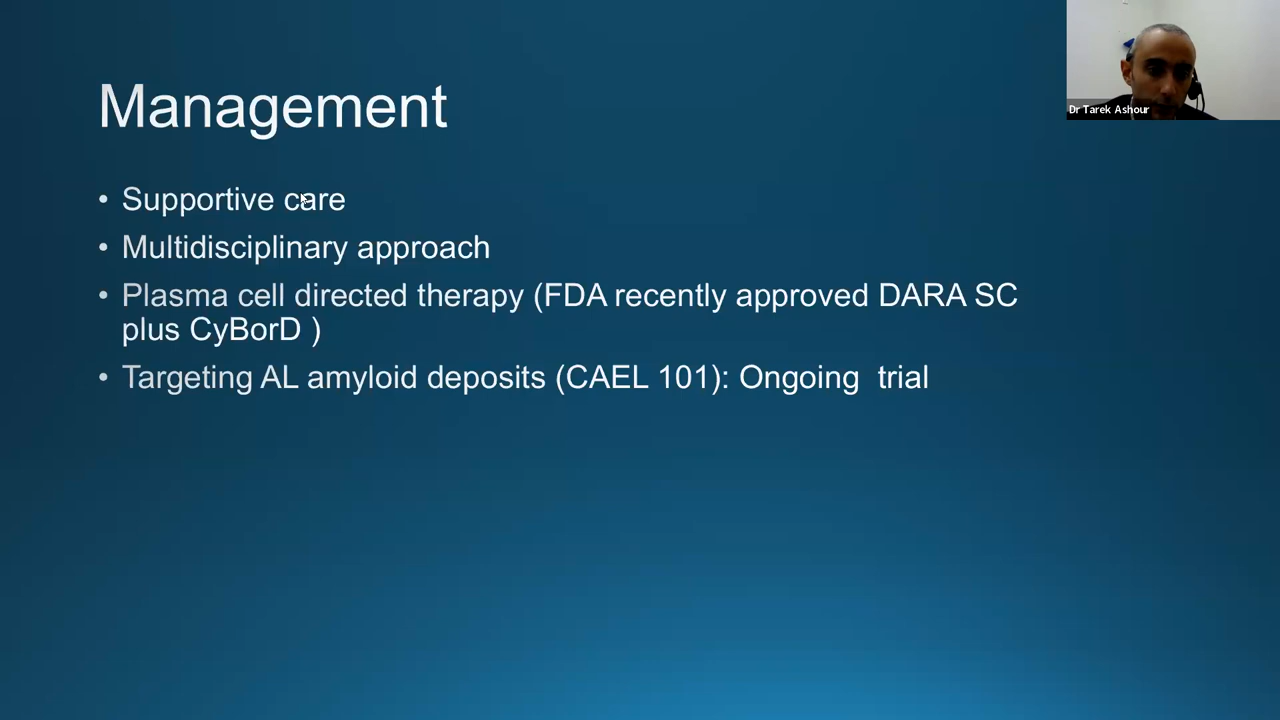 Management
• Supportive care
• Multidisciplinary approach
• Plasma cell directed therapy (FDA recently approved DARA SC
plus CyBorD )
• Targeting AL amyloid deposits (CAEL 101): Ongoing  trial
Dr Tarek Ashour